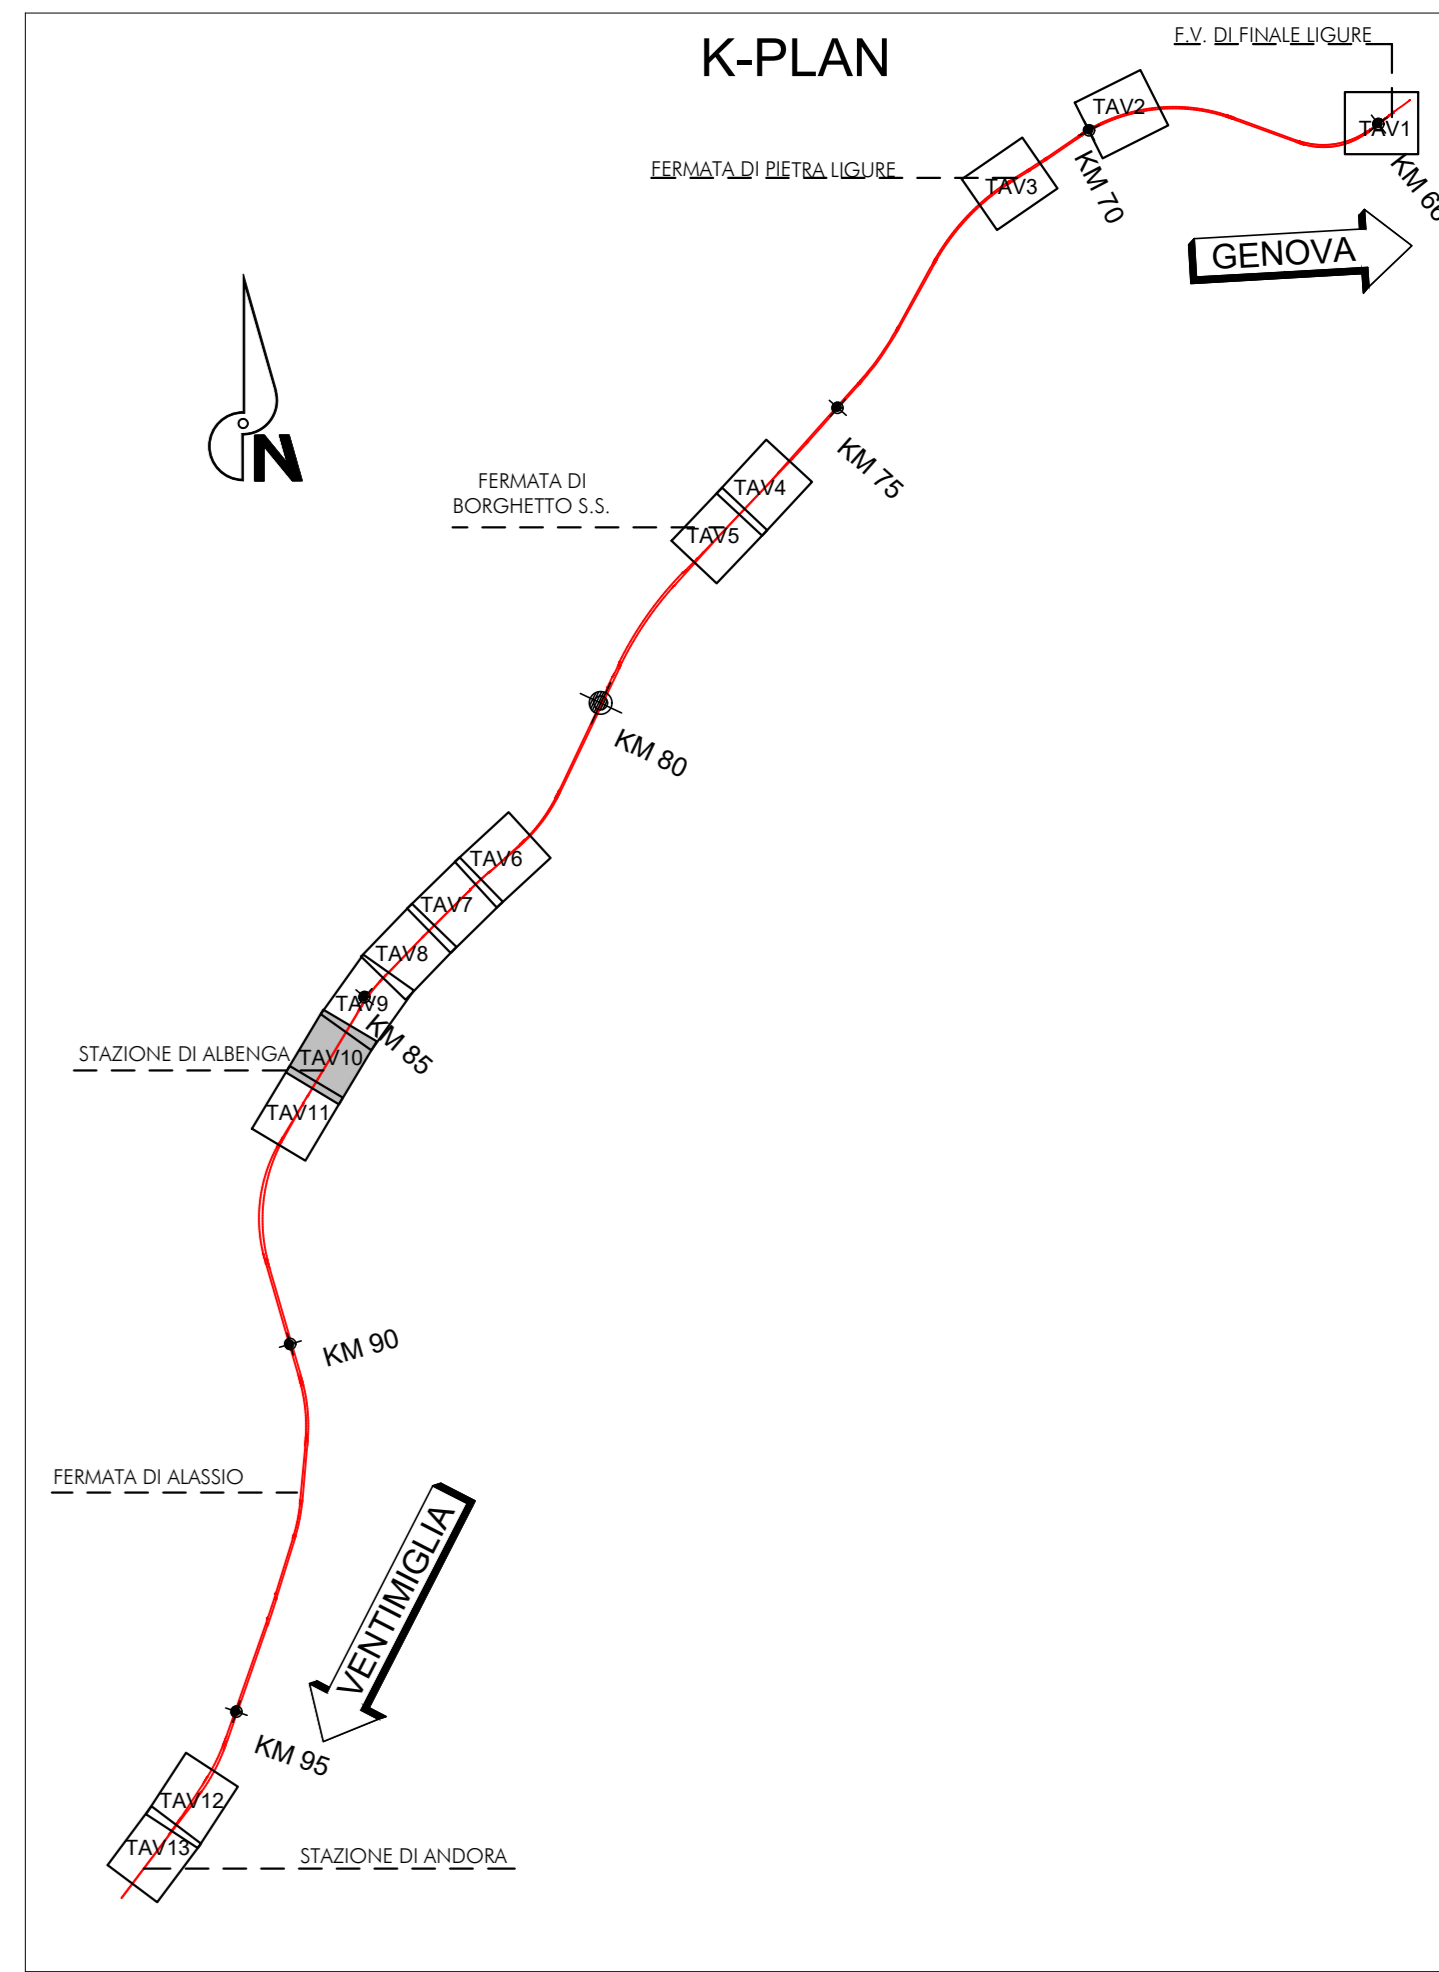 K-PLAN
F.V. DI FINALE LIGURE
TAV2
TAV1
FERMATA DI PIETRA LIGURE
TAV3
KM 70
KM 66
GENOVA
N
KM 75
FERMATA DI
BORGHETTO S.S.
TAV4
TAV5
KM 80
TAV6
TAV7
TAV8
TAV9
KM 85
STAZIONE DI ALBENGA
TAV10
TAV11
KM 90
FERMATA DI ALASSIO
VENTIMIGLIA
KM 95
TAV12
TAV13
STAZIONE DI ANDORA